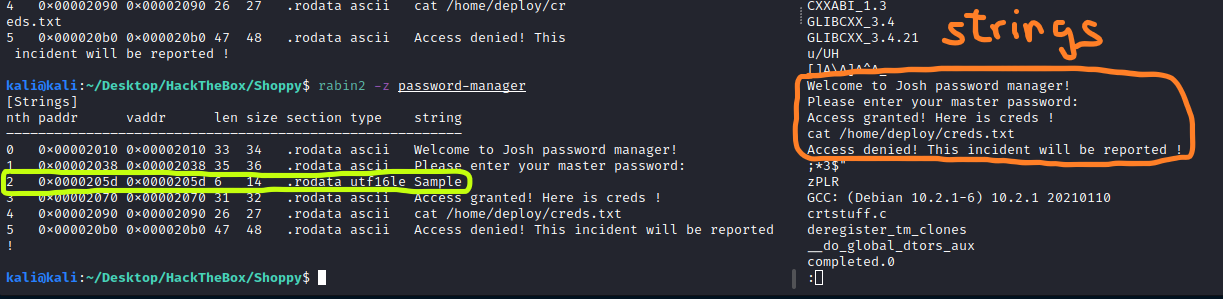 4 0×00002090 0×00002090 26 27 .rodata ascii cat /home/deploy/cr
eds.txt
5 0×000020b0 0×000020b0 47 48 .rodata ascii Access denied! This
incident will be reported !
kali@kali:~/Desktop/HackTheBox/Shoppy$ rabin2 -z password-manager
[Strings]
nth paddr vaddr len size section type string
0 0×00002010 0×00002010 33 34 .rodata ascii Welcome to Josh password manager!
1 0×00002038 0×00002038 35 36 .rodata ascii Please enter your master password:
2 0×0000205d 0×0000205d 6 14 .rodata utf16le Sample
3 0×00002070 0×00002070 31 32 .rodata ascii Access granted! Here is creds !
4 0×00002090 0×00002090 26 27 .rodata ascii cat /home/deploy/creds.txt
5 0×000020b0 0×000020b0 47 48 .rodata ascii Access denied! This incident will be reported
!
kali@kali:~/Desktop/HackTheBox/Shoppy$
CXXABI_1.3
GLIBCXX_3.4
GLIBCXX_3.4.21
strings
u/UH
[]A\A]A^A_
Welcome to Josh password manager!
Please enter your master password:
Access granted! Here is creds !
cat /home/deploy/creds.txt
Access denied! This incident will be reported !
;*3$"
zPLR
GCC: (Debian 10.2.1-6) 10.2.1 20210110
crtstuff.c
deregister_tm_clones
__do_global_dtors_aux
completed.0
: